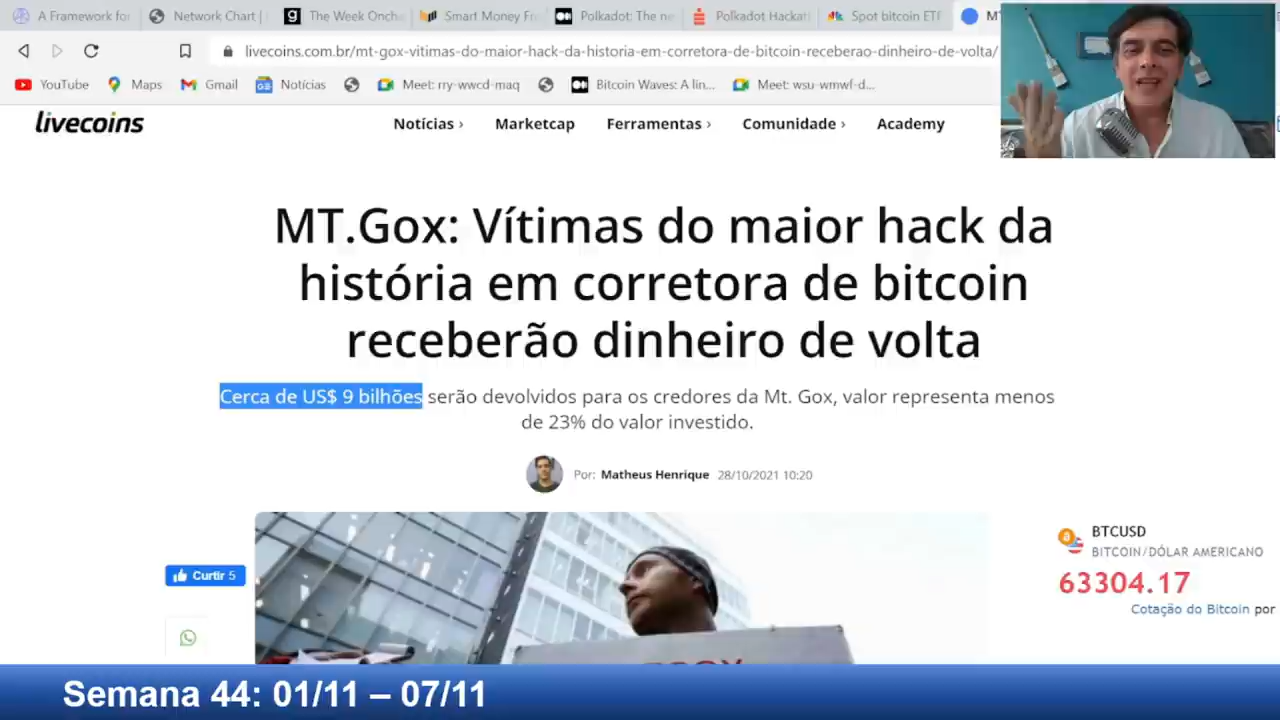 A Framework for
Network Chart |
The Week Oncha
Smart Money Fr
Polkadot: The ne
Polkadot Hackat
Spot bitcoin ETF
livecoins.com.br/mt-gox-vitimas-do-maior-hack-da-historia-em-corretora-de-bitcoin-receberao-dinheiro-de-volta/
YouTube
Maps
Gmail
Notícias
Meet: rry-wwcd-maq
Bitcoin Waves: A lin...
Meet: wsu-wmwf-d...
livecoins
Notícias ›
Marketcap
Ferramentas ›
Comunidade ›
Academy
MT.Gox: Vítimas do maior hack da
história em corretora de bitcoin
receberão dinheiro de volta
Cerca de US$ 9 bilhões serão devolvidos para os credores da Mt. Gox, valor representa menos
de 23% do valor investido.
Por: Matheus Henrique 28/10/2021 10:20
BTCUSD
BITCOIN/DÓLAR AMERICANO
63304.17
Cotação do Bitcoin por
Curtir 5
Semana 44: 01/11 – 07/11